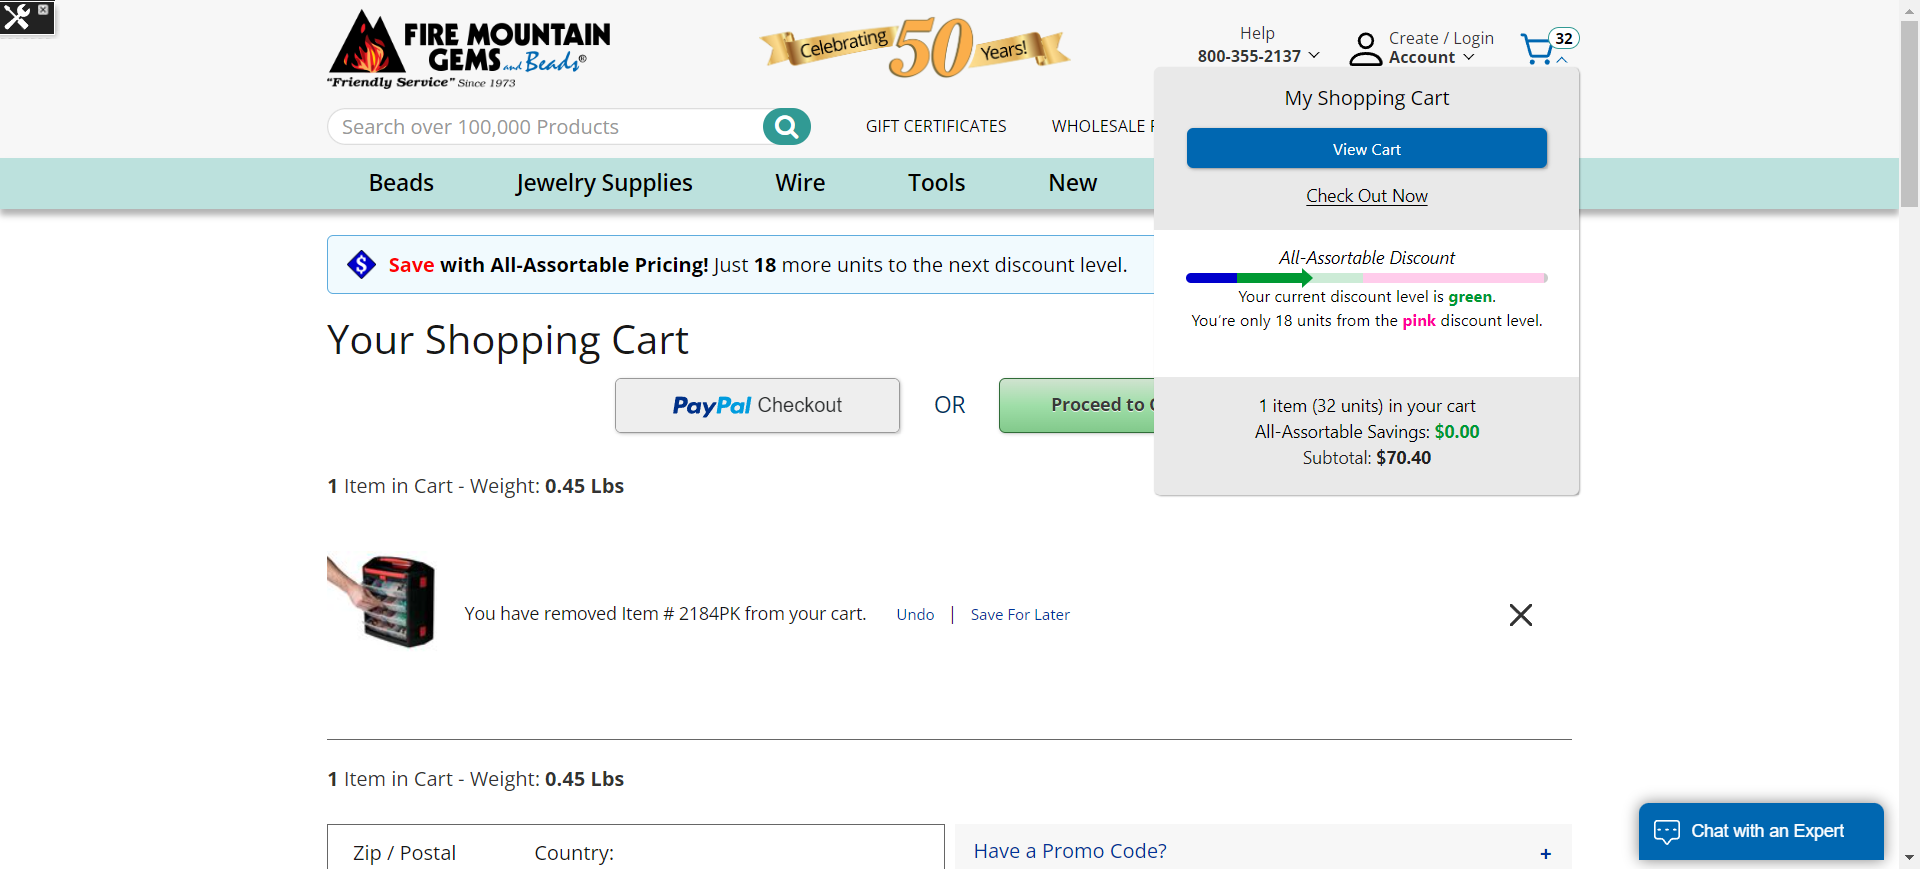 FIRE MOUNTAIN
GEMS and Beads®
"Friendly Service" Since 1973
Celebrating 50 Years!
Help
800-355-2137
Create / Login
Account
32
Search over 100,000 Products
GIFT CERTIFICATES
WHOLESALE
Beads
Jewelry Supplies
Wire
Tools
New
My Shopping Cart
View Cart
Check Out Now
All-Assortable Discount
Your current discount level is green.
You're only 18 units from the pink discount level.
1 item (32 units) in your cart
All-Assortable Savings: $0.00
Subtotal: $70.40
$ Save with All-Assortable Pricing! Just 18 more units to the next discount level.
Your Shopping Cart
PayPal Checkout
OR
Proceed to
1 Item in Cart - Weight: 0.45 Lbs
You have removed Item # 2184PK from your cart.
Undo | Save For Later
1 Item in Cart - Weight: 0.45 Lbs
Zip / Postal
Country:
Have a Promo Code?
+
Chat with an Expert